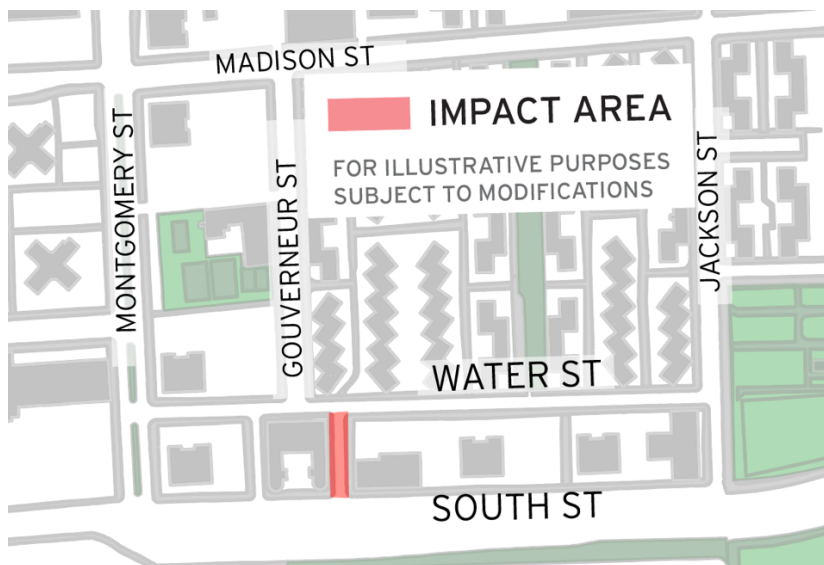 MADISON ST
IMPACT AREA
FOR ILLUSTRATIVE PURPOSES
SUBJECT TO MODIFICATIONS
MONTGOMERY ST
GOUVERNEUR ST
JACKSON ST
WATER ST
SOUTH ST